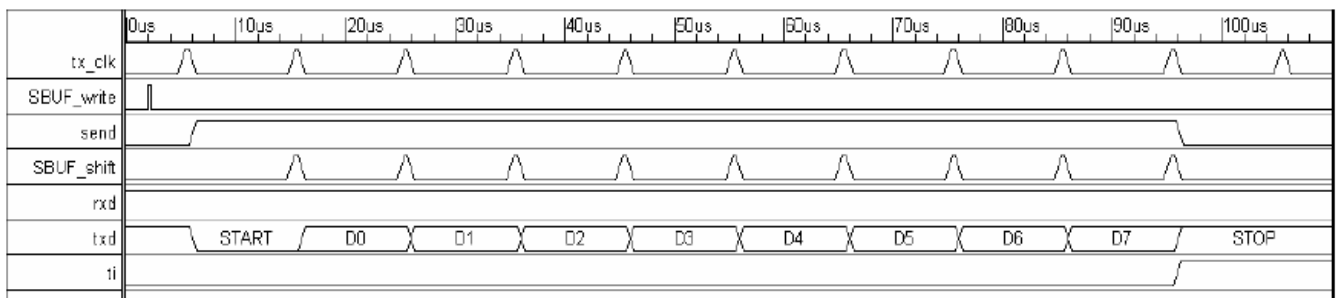 0us 10us 20us 30us 40us 50us 60us 70us 80us 90us 100us
tx_clk
SBUF_write
send
SBUF_shift
rxd
txd START D0 D1 D2 D3 D4 D5 D6 D7 STOP
ti